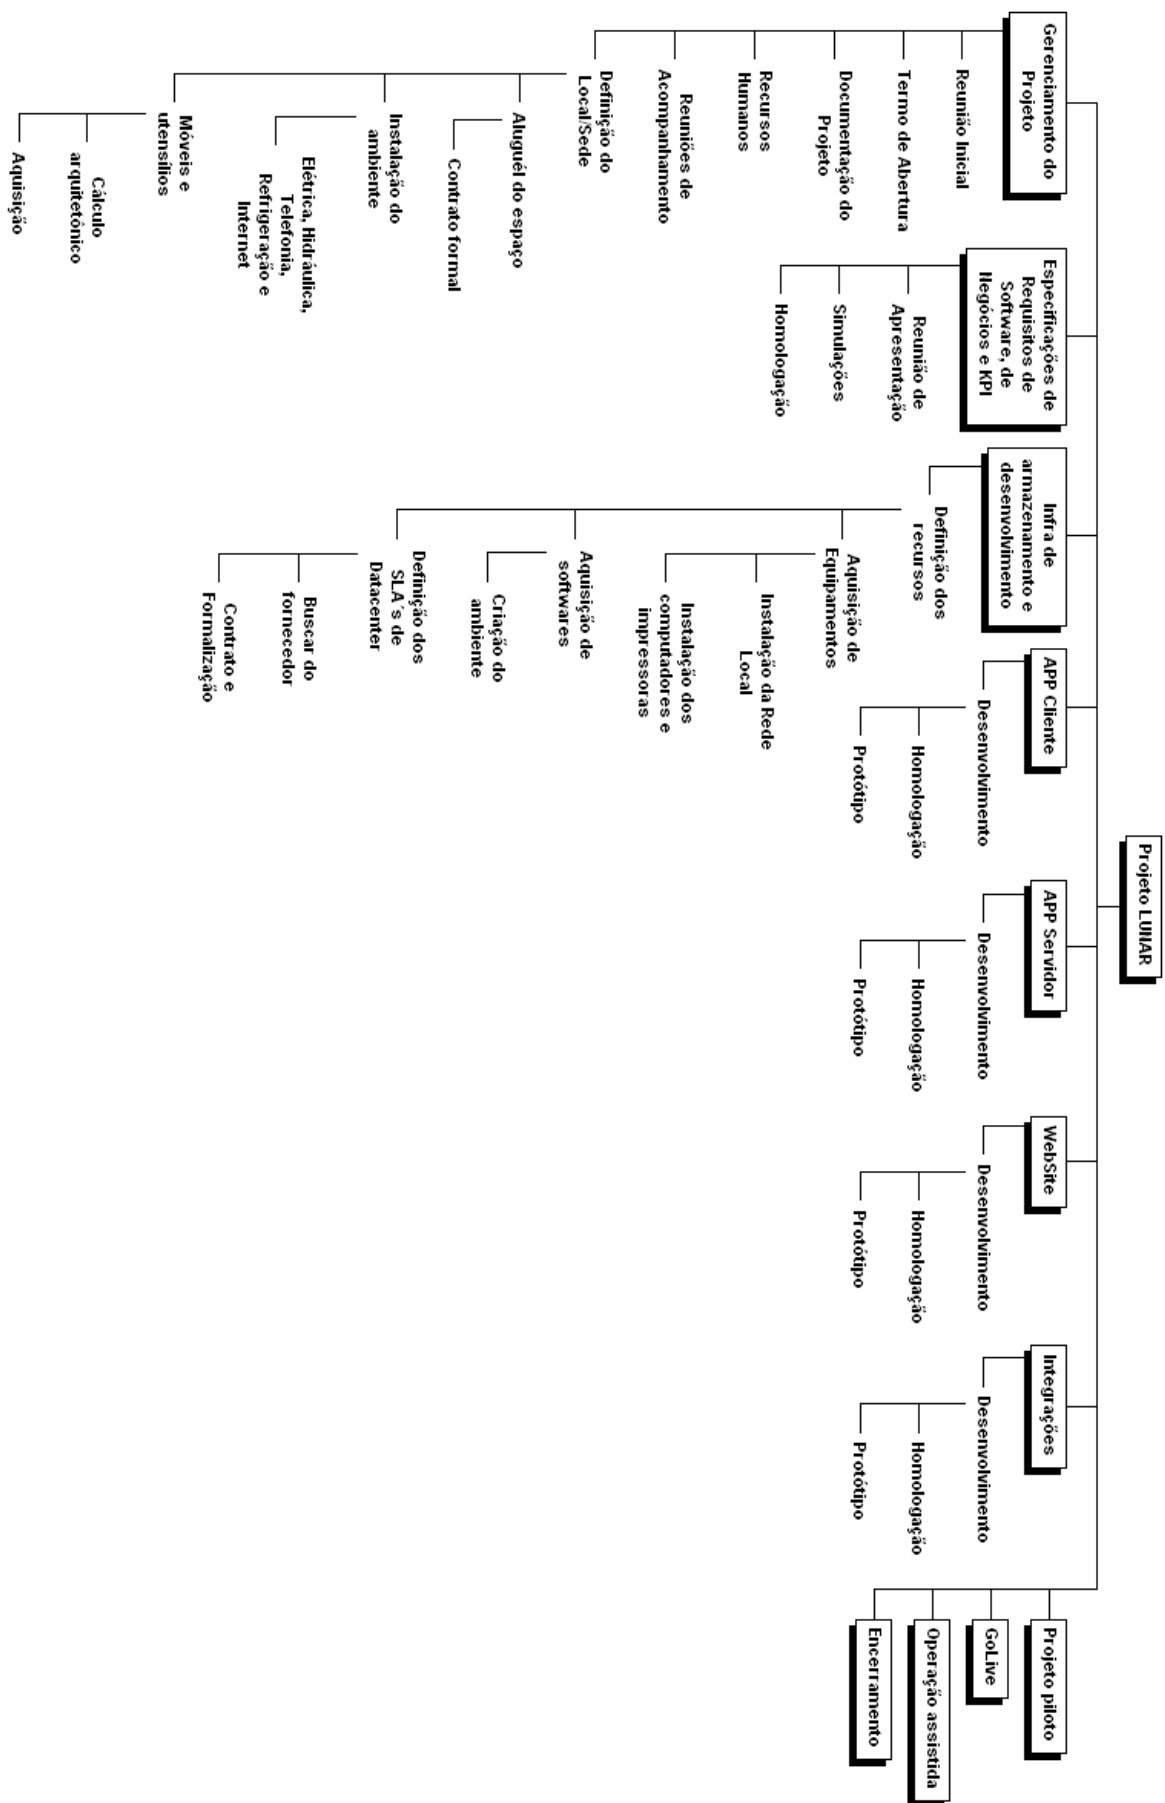 Projeto LUNAR
Gerenciamento do
Projeto
Reunião Inicial
Termo de Abertura
Documentação do
Projeto
Recursos
Humanos
Reuniões de
Acompanhamento
Definição do
Local/Sede
Aluguél do espaço
Contrato formal
Instalação do
ambiente
Elétrica, Hidráulica,
Telefonia,
Refrigeração e
Internet
Móveis e
utensílios
Cálculo
arquitetônico
Aquisição
Especificações de
Requisitos de
Software, de
Negócios e KPI
Reunião de
Apresentação
Simulações
Homologação
Infra de
armazenamento e
desenvolvimento
Definição dos
recursos
Aquisição de
Equipamentos
Instalação da Rede
Local
Instalação dos
computadores e
impressoras
Aquisição de
softwares
Criação do
ambiente
Definição dos
SLA´s de
Datacenter
Buscar do
fornecedor
Contrato e
Formalização
APP Cliente
Desenvolvimento
Homologação
Protótipo
APP Servidor
Desenvolvimento
Homologação
Protótipo
WebSite
Desenvolvimento
Homologação
Protótipo
Integrações
Desenvolvimento
Homologação
Protótipo
Projeto piloto
GoLive
Operação assistida
Encerramento